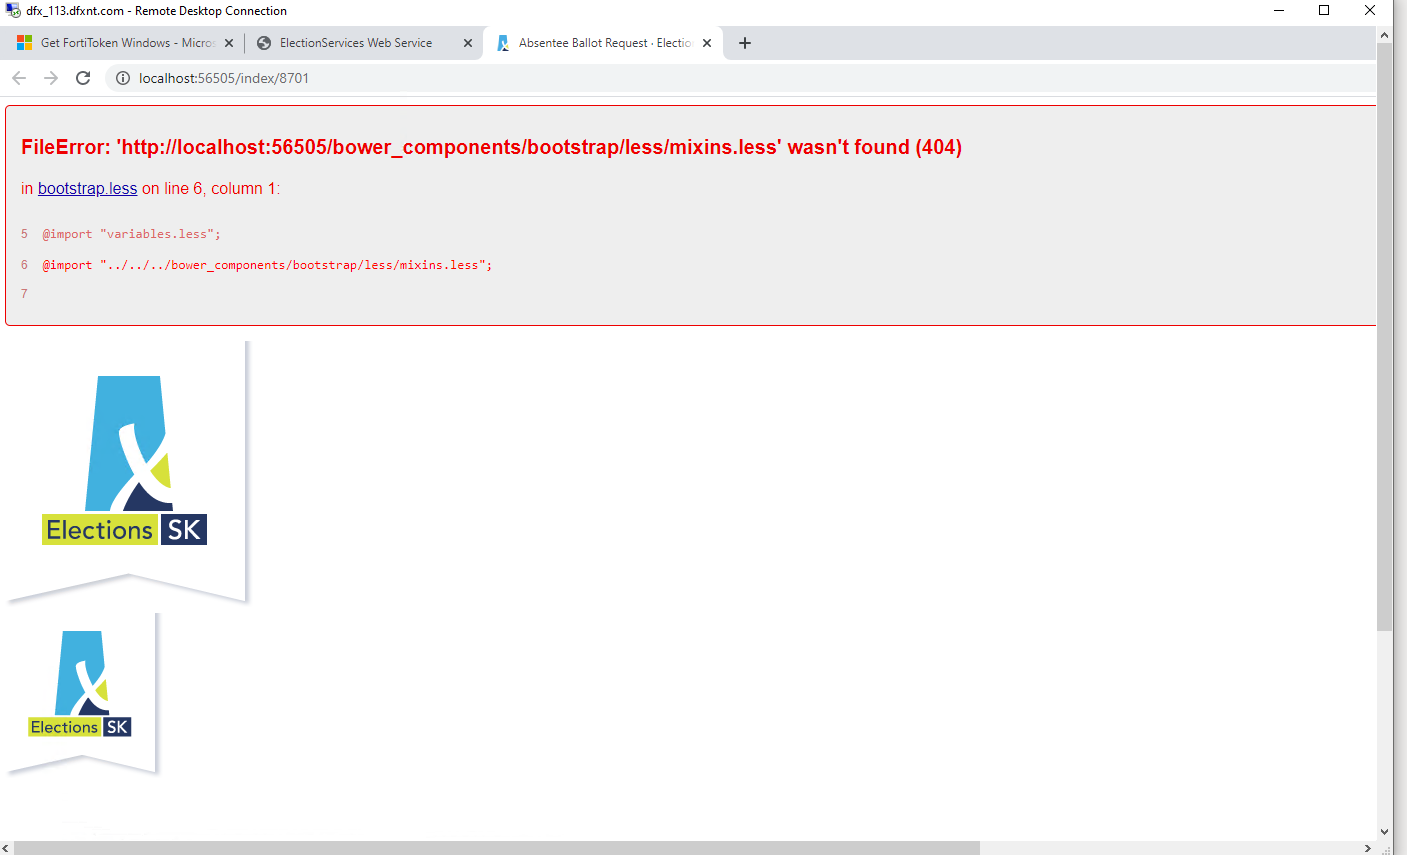 dfx_113.dfxnt.com - Remote Desktop Connection
Get FortiToken Windows - Micros
ElectionServices Web Service
Absentee Ballot Request · Electio
localhost:56505/index/8701
FileError: 'http://localhost:56505/bower_components/bootstrap/less/mixins.less' wasn't found (404)
in bootstrap.less on line 6, column 1:
5 @import "variables.less";
6 @import "../../../bower_components/bootstrap/less/mixins.less";
7
Elections SK
Elections SK